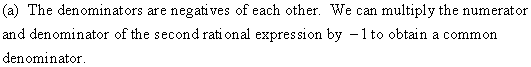 (a) The denominators are negatives of each other. We can multiply the numerator
and denominator of the second rational expression by −1 to obtain a common
denominator.